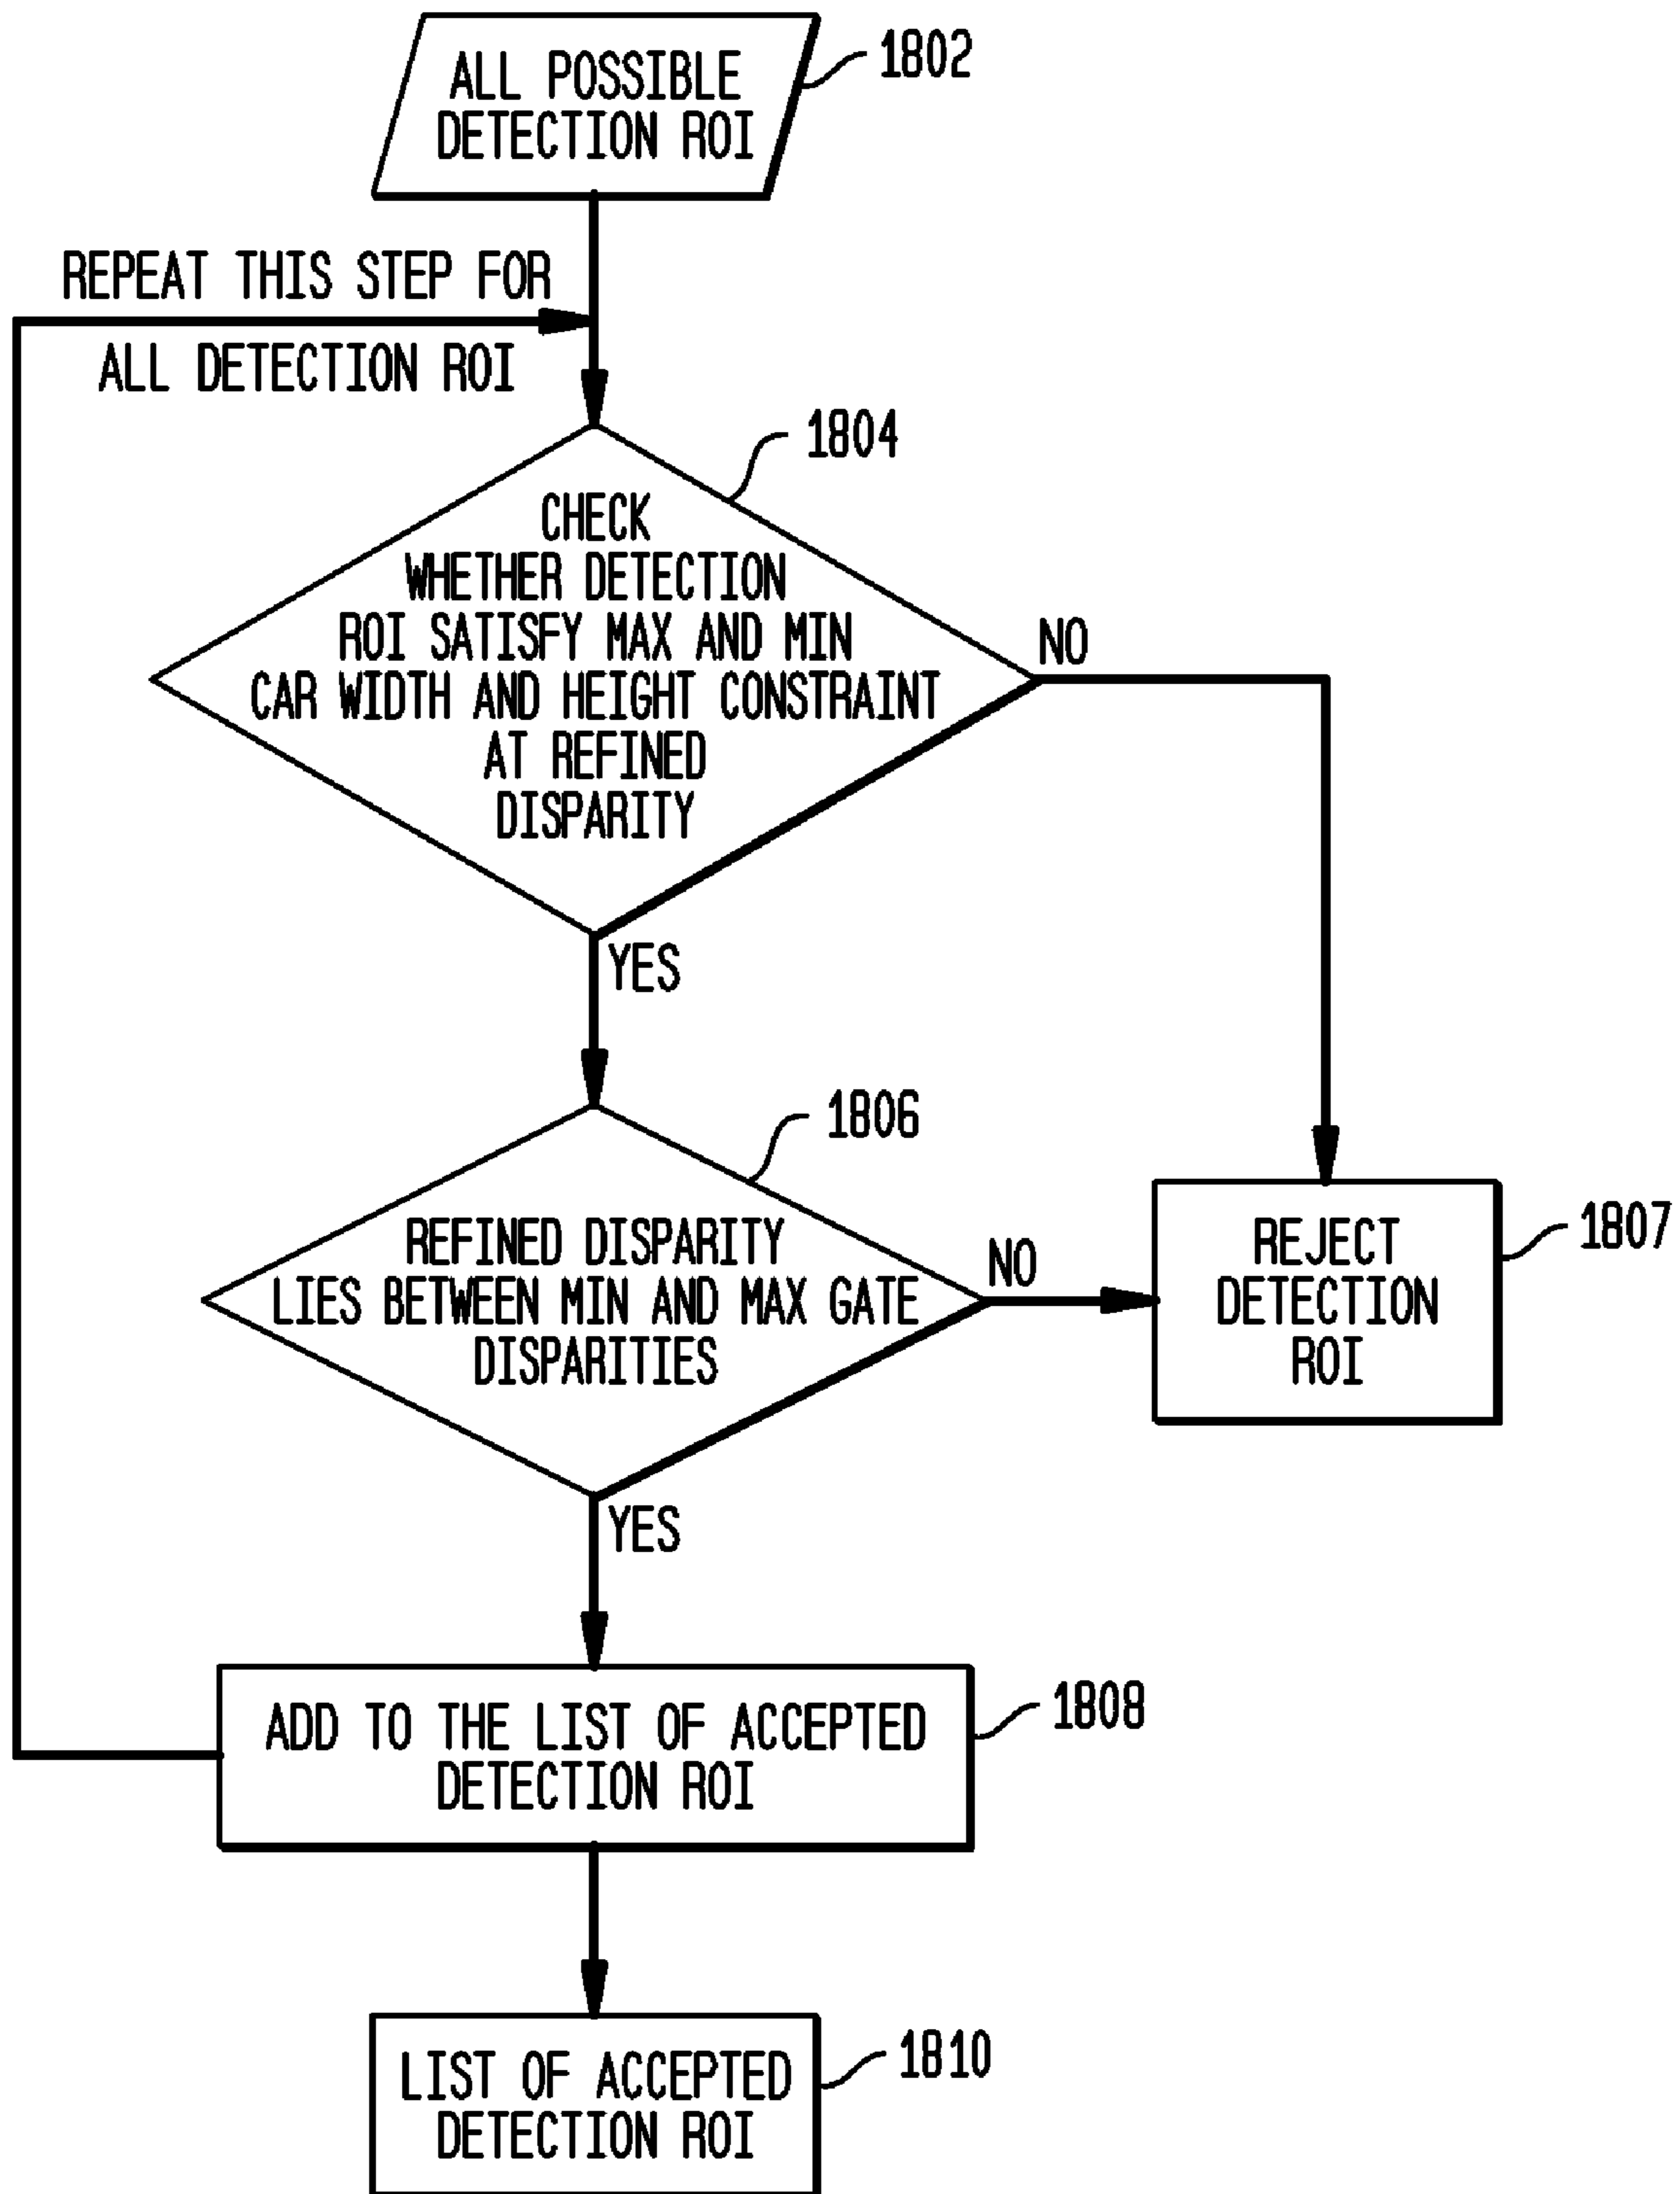 ALL POSSIBLE
DETECTION ROI
1802
REPEAT THIS STEP FOR
ALL DETECTION ROI
1804
CHECK
WHETHER DETECTION
ROI SATISFY MAX AND MIN
CAR WIDTH AND HEIGHT CONSTRAINT
AT REFINED
DISPARITY
NO
YES
1806
REFINED DISPARITY
LIES BETWEEN MIN AND MAX GATE
DISPARITIES
NO
REJECT
DETECTION
ROI
1807
YES
ADD TO THE LIST OF ACCEPTED
DETECTION ROI
1808
LIST OF ACCEPTED
DETECTION ROI
1810